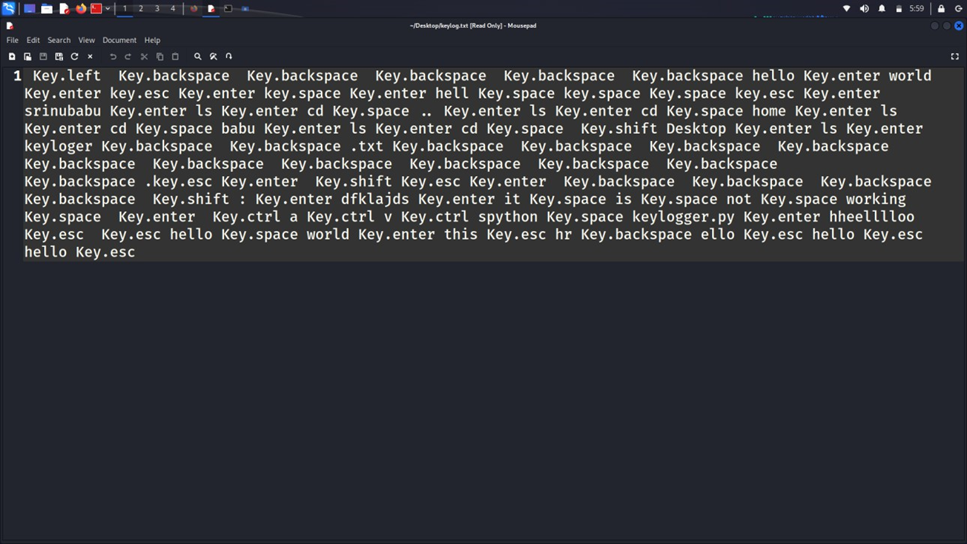 1 2 3 4
5:59
~/Desktop/keylog.txt [Read Only] - Mousepad
File Edit Search View Document Help
1 Key.left Key.backspace Key.backspace Key.backspace Key.backspace Key.backspace hello Key.enter world
Key.enter key.esc Key.enter key.space Key.enter hell Key.space key.space Key.space key.esc Key.enter
srinubabu Key.enter ls Key.enter cd Key.space .. Key.enter ls Key.enter cd Key.space home Key.enter ls
Key.enter cd Key.space babu Key.enter ls Key.enter cd Key.space Key.shift Desktop Key.enter ls Key.enter
keyloger Key.backspace Key.backspace .txt Key.backspace Key.backspace Key.backspace Key.backspace
Key.backspace Key.backspace Key.backspace Key.backspace Key.backspace Key.backspace
Key.backspace .key.esc Key.enter Key.shift Key.esc Key.enter Key.backspace Key.backspace Key.backspace
Key.backspace Key.shift : Key.enter dfklajds Key.enter it Key.space is Key.space not Key.space working
Key.space Key.enter Key.ctrl a Key.ctrl v Key.ctrl spython Key.space keylogger.py Key.enter hheelllloo
Key.esc Key.esc hello Key.space world Key.enter this Key.esc hr Key.backspace ello Key.esc hello Key.esc
hello Key.esc